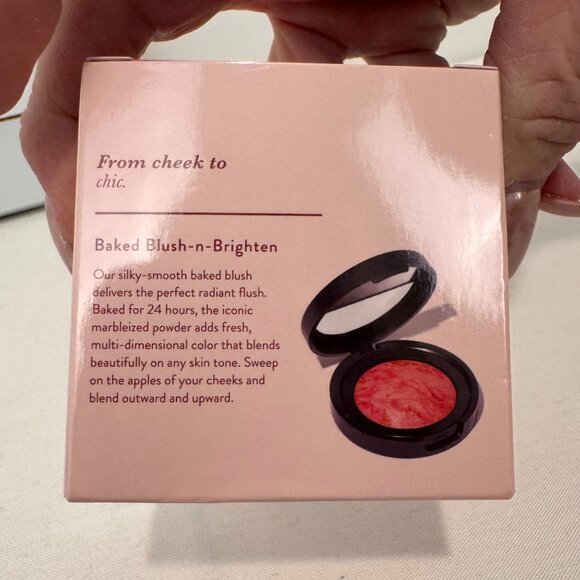 From cheek to
chic.
Baked Blush-n-Brighten
Our silky-smooth baked blush
delivers the perfect radiant flush.
Baked for 24 hours, the iconic
marbleized powder adds fresh,
multi-dimensional color that blends
beautifully on any skin tone. Sweep
on the apples of your cheeks and
blend outward and upward.